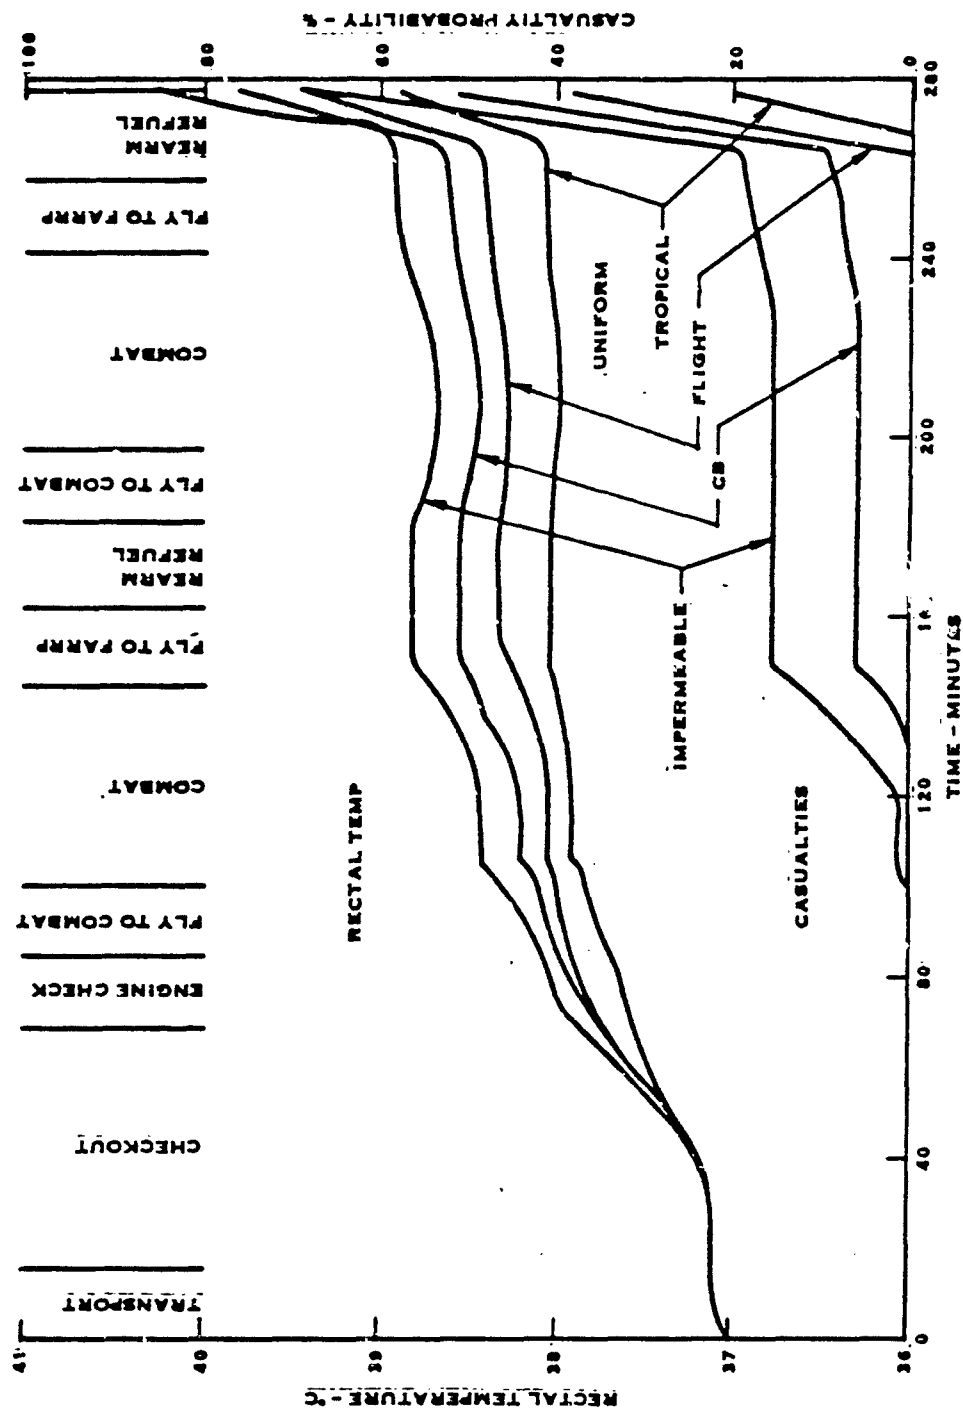 RECTAL TEMPERATURE - °C
41
40
39
38
37
36
TRANSPORT
CHECKOUT
ENGINE CHECK
FLY TO COMBAT
COMBAT
FLY TO FARRP
REARM
REFUEL
FLY TO COMBAT
COMBAT
FLY TO FARRP
REARM
REFUEL
RECTAL TEMP
UNIFORM
TROPICAL
FLIGHT
CB
IMPERMEABLE
CASUALTIES
0
40
80
120
200
240
280
TIME - MINUTES
CASUALTIY PROBABILITY - %
100
80
60
40
20
0